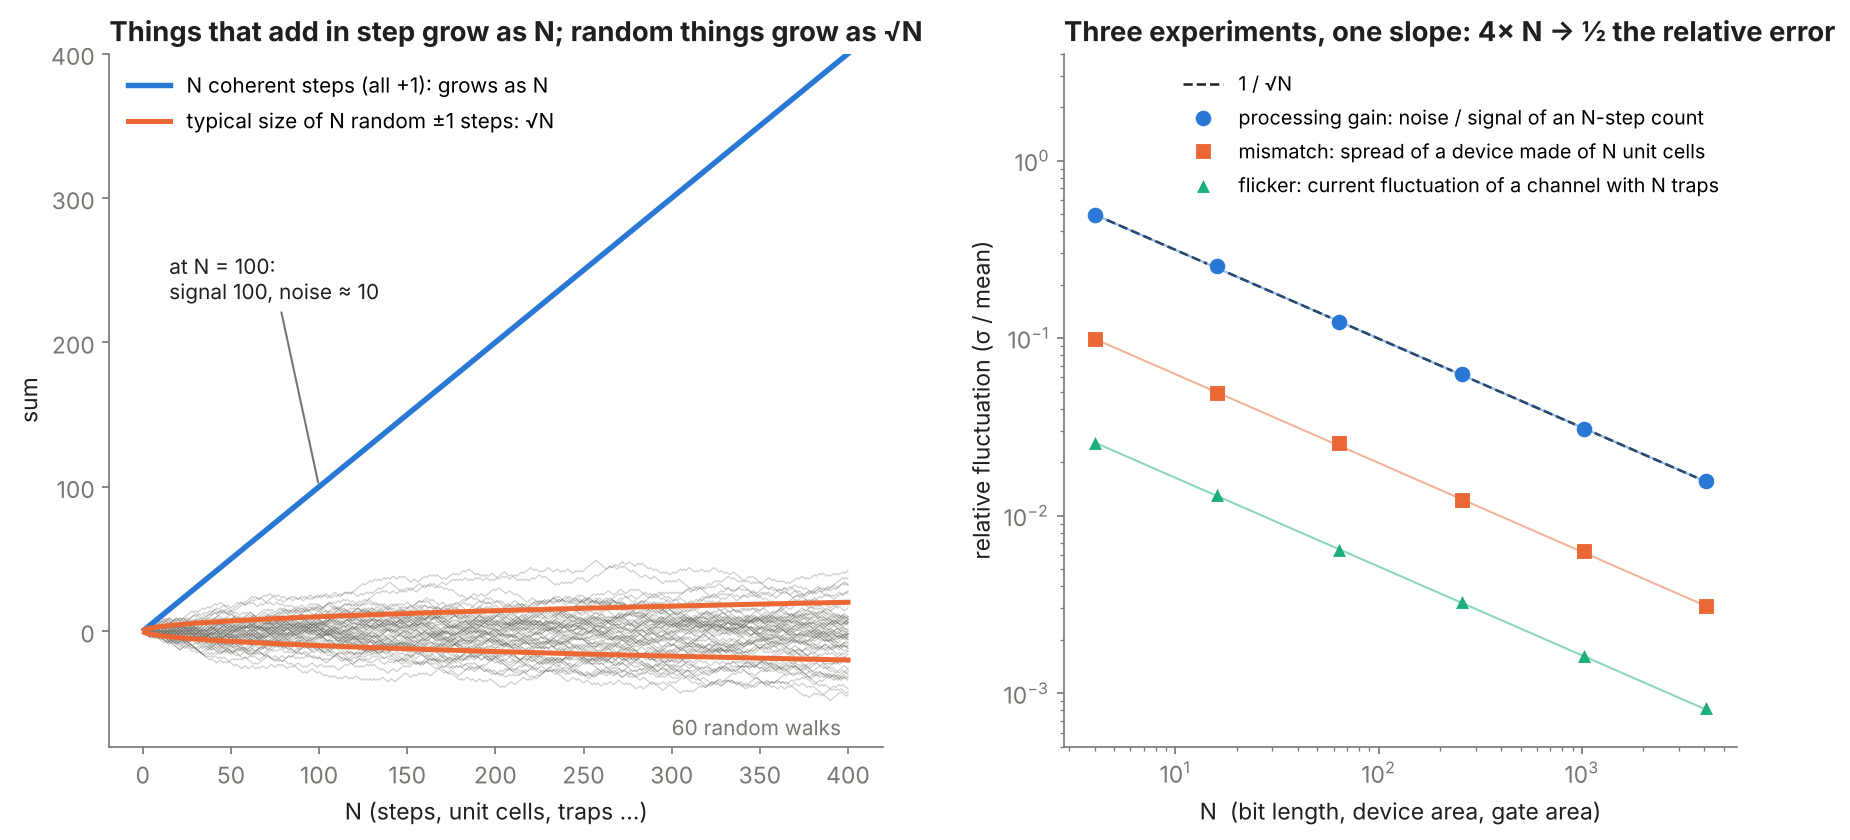 Things that add in step grow as N; random things grow as √N
400
300
200
100
0
sum
N coherent steps (all +1): grows as N
typical size of N random ±1 steps: √N
at N = 100:
signal 100, noise ≈ 10
60 random walks
0 50 100 150 200 250 300 350 400
N (steps, unit cells, traps ...)
Three experiments, one slope: 4× N → ½ the relative error
10⁰
10⁻¹
10⁻²
10⁻³
relative fluctuation (σ / mean)
1 / √N
processing gain: noise / signal of an N-step count
mismatch: spread of a device made of N unit cells
flicker: current fluctuation of a channel with N traps
10¹ 10² 10³
N (bit length, device area, gate area)